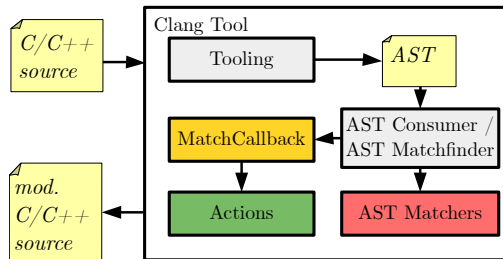 C/C++
source
Clang Tool
Tooling
AST
AST Consumer /
AST Matchfinder
MatchCallback
Actions
AST Matchers
mod.
C/C++
source